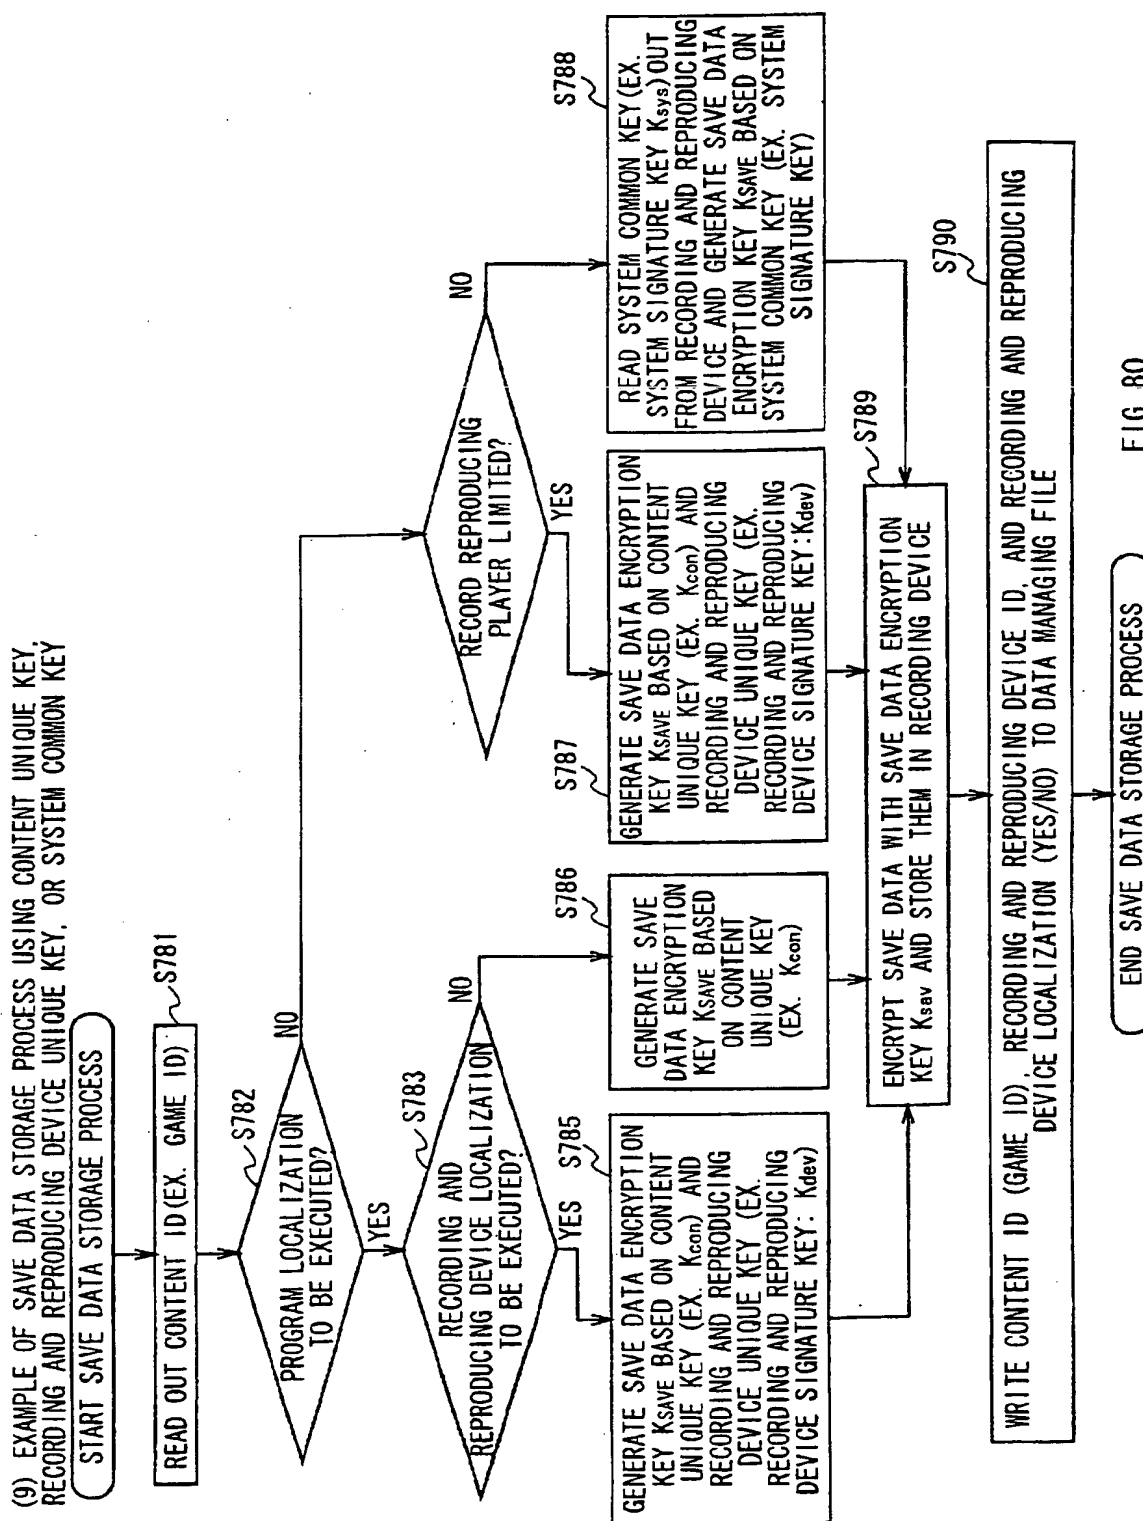 (9) EXAMPLE OF SAVE DATA STORAGE PROCESS USING CONTENT UNIQUE KEY,
RECORDING AND REPRODUCING DEVICE UNIQUE KEY, OR SYSTEM COMMON KEY
START SAVE DATA STORAGE PROCESS
S781
READ OUT CONTENT ID(EX. GAME ID)
S782
PROGRAM LOCALIZATION
TO BE EXECUTED?
NO
YES
S783
RECORDING AND
REPRODUCING DEVICE LOCALIZATION
TO BE EXECUTED?
NO
YES
RECORD REPRODUCING
PLAYER LIMITED?
NO
YES
S785
GENERATE SAVE DATA ENCRYPTION
KEY KSAVE BASED ON CONTENT
UNIQUE KEY (EX. Kcon) AND
RECORDING AND REPRODUCING
DEVICE UNIQUE KEY (EX.
RECORDING AND REPRODUCING
DEVICE SIGNATURE KEY: Kdev)
S786
GENERATE SAVE
DATA ENCRYPTION
KEY KSAVE BASED
ON CONTENT
UNIQUE KEY
(EX. Kcon)
S787
GENERATE SAVE DATA ENCRYPTION
KEY KSAVE BASED ON CONTENT
UNIQUE KEY (EX. Kcon) AND
RECORDING AND REPRODUCING
DEVICE UNIQUE KEY (EX.
RECORDING AND REPRODUCING
DEVICE SIGNATURE KEY:Kdev)
S788
READ SYSTEM COMMON KEY(EX.
SYSTEM SIGNATURE KEY Ksys)OUT
FROM RECORDING AND REPRODUCING
DEVICE AND GENERATE SAVE DATA
ENCRYPTION KEY KSAVE BASED ON
SYSTEM COMMON KEY (EX. SYSTEM
SIGNATURE KEY)
S789
ENCRYPT SAVE DATA WITH SAVE DATA ENCRYPTION
KEY Ksav AND STORE THEM IN RECORDING DEVICE
S790
WRITE CONTENT ID (GAME ID), RECORDING AND REPRODUCING DEVICE ID, AND RECORDING AND REPRODUCING
DEVICE LOCALIZATION (YES/NO) TO DATA MANAGING FILE
END SAVE DATA STORAGE PROCESS
FIG. 80